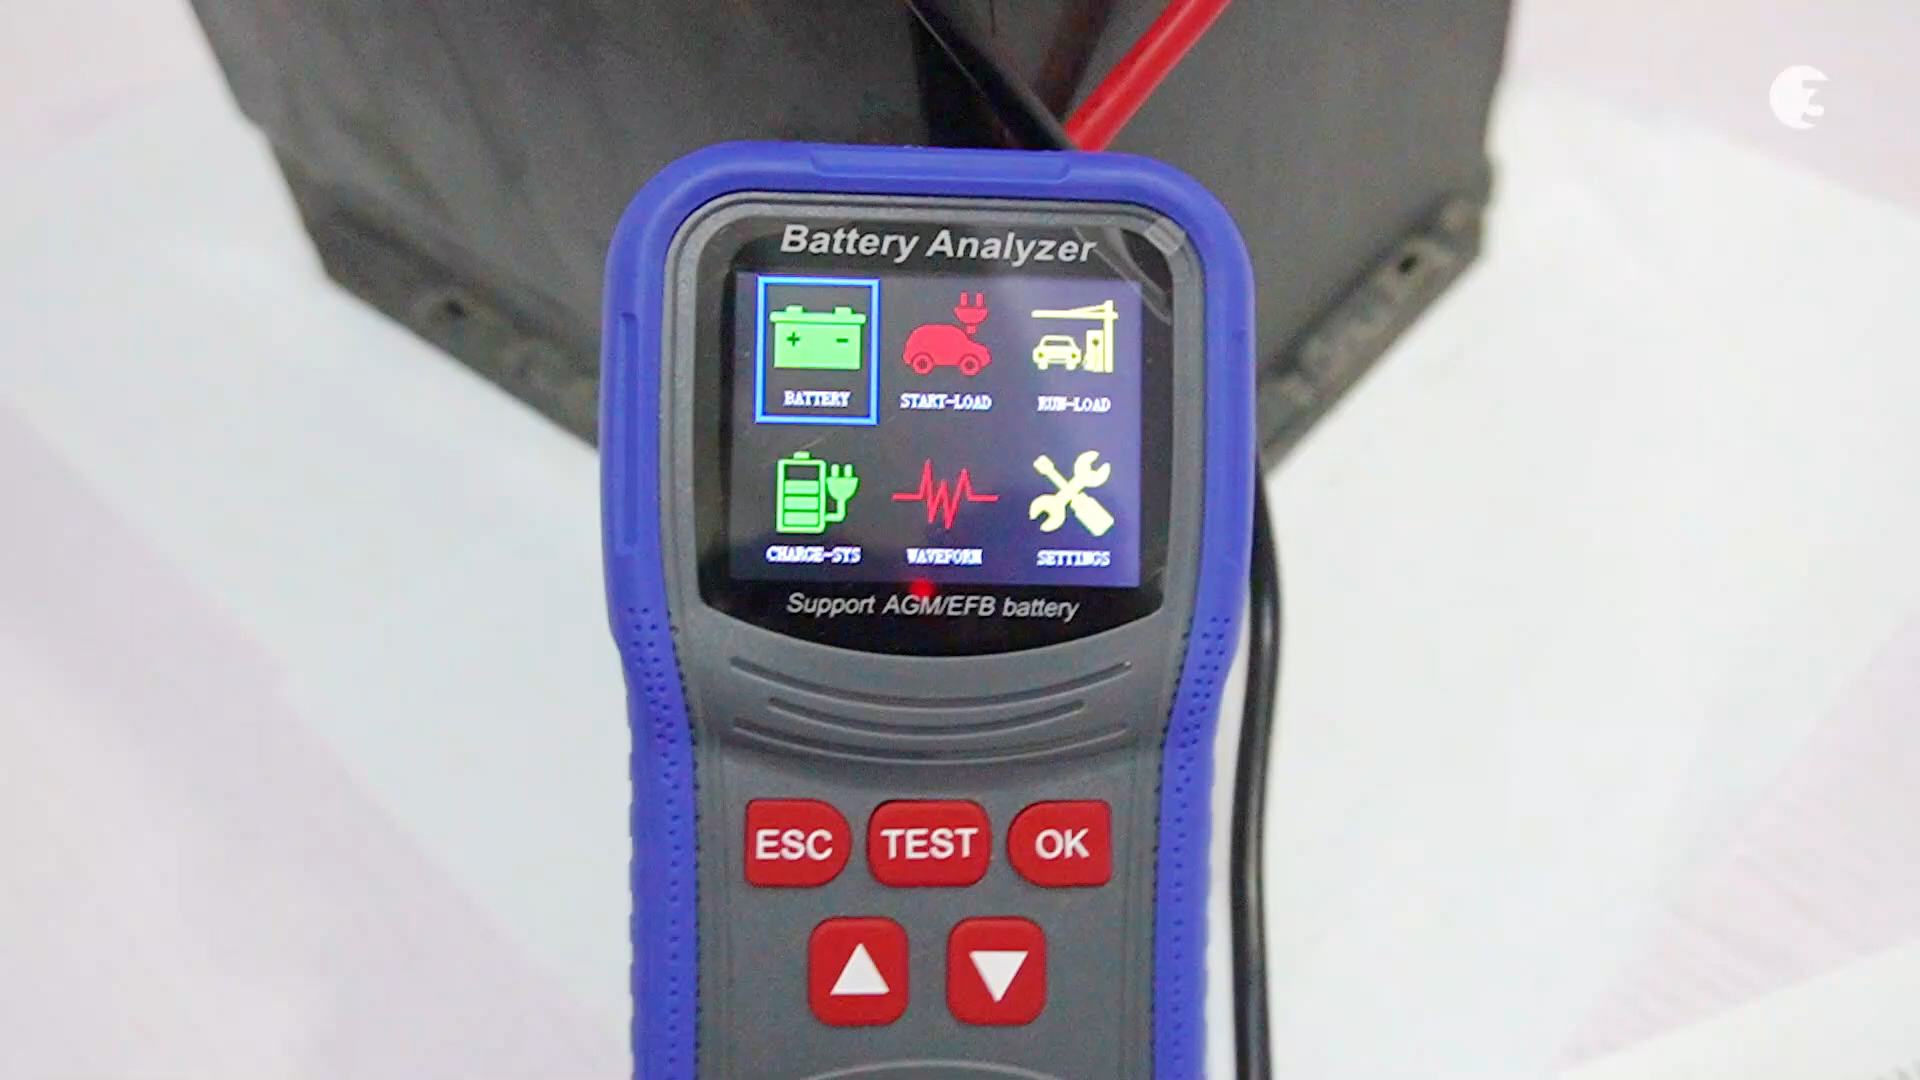 Battery Analyzer
BATTERY START-LOAD RUN-LOAD
CHARGE-SYS WAVEFORM SETTINGS
Support AGM/EFB battery
ESC TEST OK